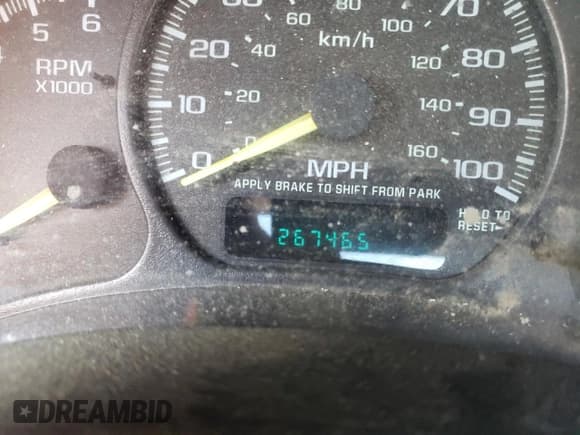 5 6
RPM
X1000
60 80 100
70
20 40 km/h 120 80
10 20 140 90
0 0 160 100
MPH
APPLY BRAKE TO SHIFT FROM PARK
HOLD TO
RESET
267465
DREAMBID